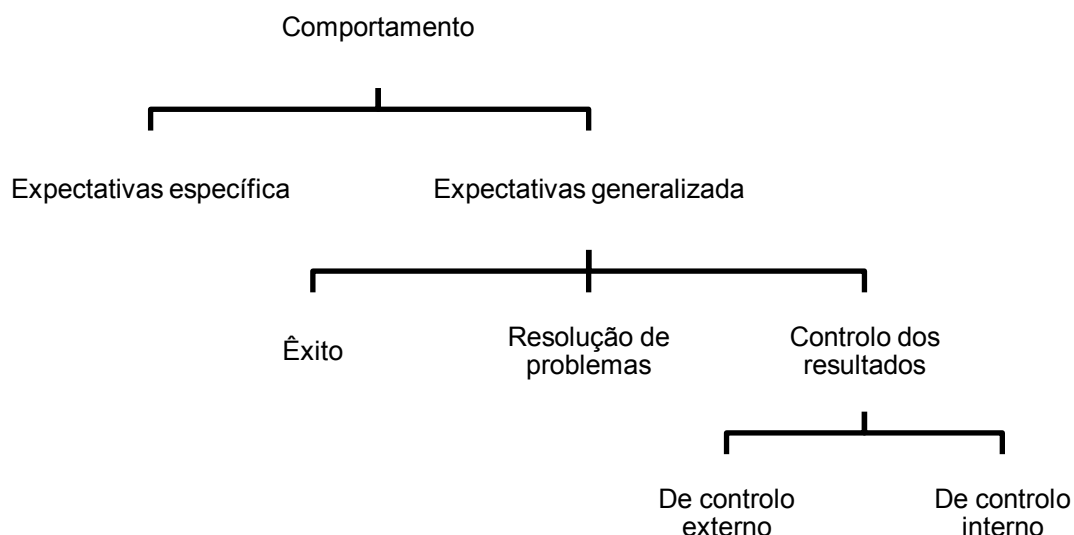 Comportamento
Expectativas específica
Expectativas generalizada
Êxito
Resolução de
problemas
Controlo dos
resultados
De controlo
externo
De controlo
interno